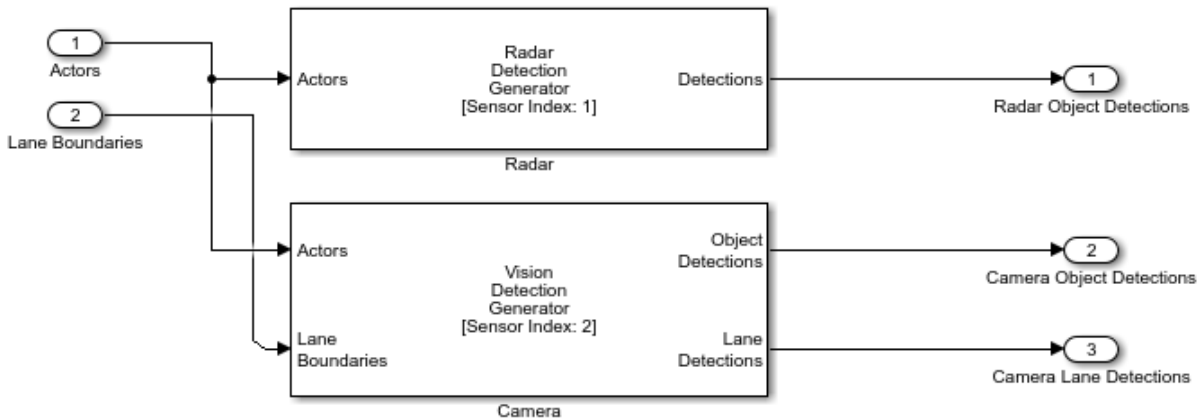 1
Actors
2
Lane Boundaries
Actors
Radar
Detection
Generator
[Sensor Index: 1]
Detections
Radar
1
Radar Object Detections
Actors
Lane
Boundaries
Vision
Detection
Generator
[Sensor Index: 2]
Object
Detections
Lane
Detections
Camera
2
Camera Object Detections
3
Camera Lane Detections